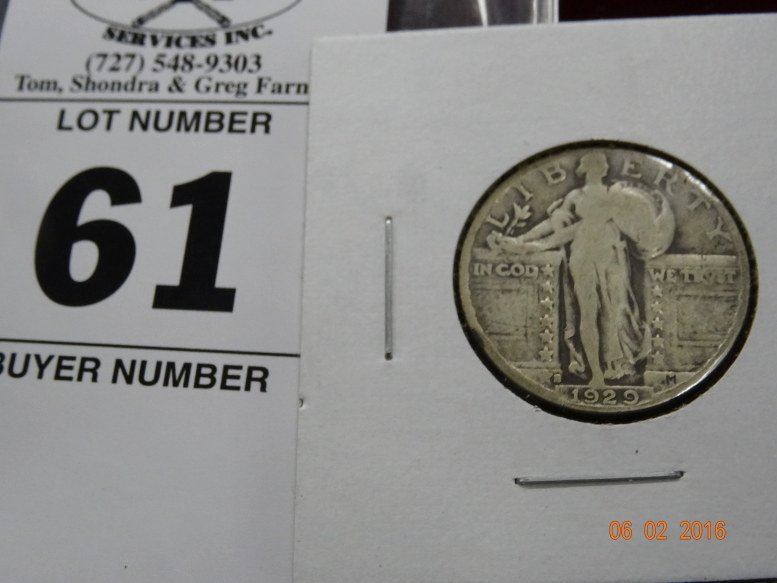 SERVICES INC.
(727) 548-9303
Tom, Shondra & Greg Farn
LOT NUMBER
61
BUYER NUMBER
LIBERTY
IN GOD WE TRUST
S M
1929
06 02 2016